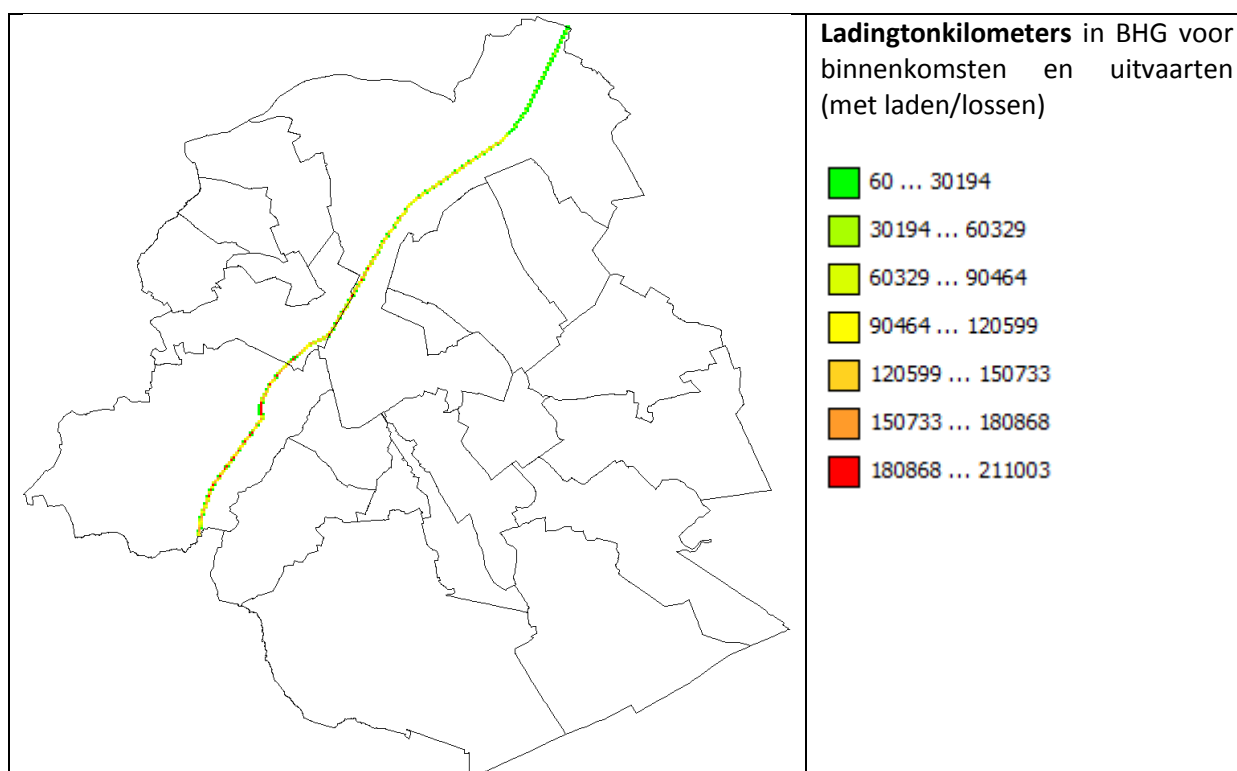 Ladingtonkilometers in BHG voor
binnenkomsten en uitvaarten
(met laden/lossen)
60 ... 30194
30194 ... 60329
60329 ... 90464
90464 ... 120599
120599 ... 150733
150733 ... 180868
180868 ... 211003